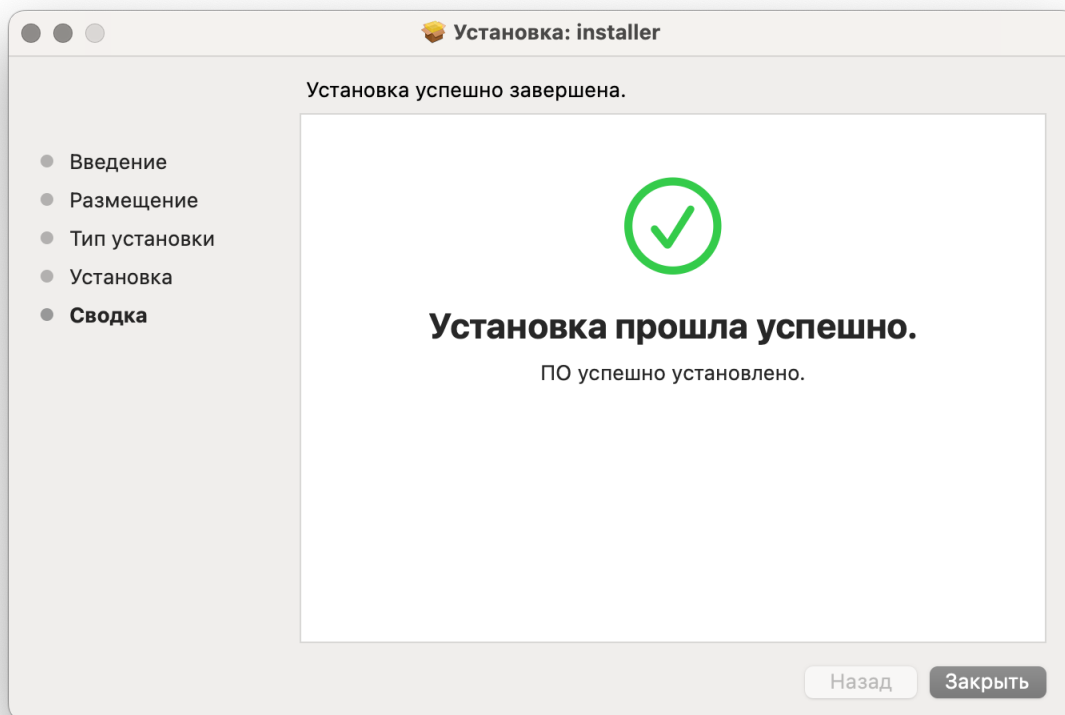 Установка: installer
Установка успешно завершена.
Введение
Размещение
Тип установки
Установка
Сводка
Установка прошла успешно.
ПО успешно установлено.
Назад
Закрыть